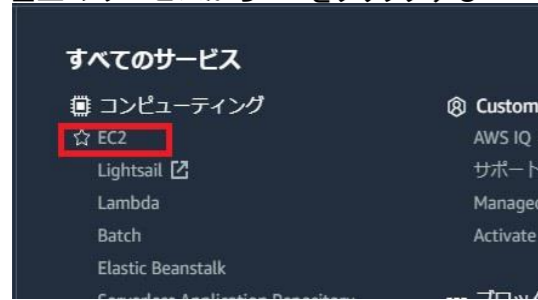 すべてのサービス
コンピューティング
EC2
Lightsail
Lambda
Batch
Elastic Beanstalk
Custom
AWS IQ
サポート
Managed
Activate